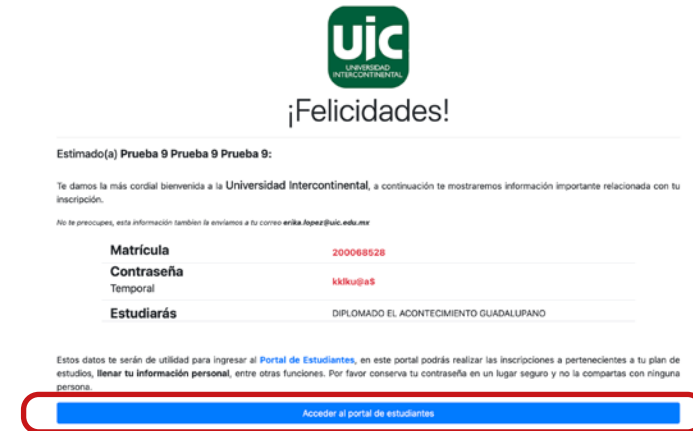 uic
UNIVERSIDAD
INTERCONTINENTAL
¡Felicidades!
Estimado(a) Prueba 9 Prueba 9 Prueba 9:
Te damos la más cordial bienvenida a la Universidad Intercontinental, a continuación te mostraremos información importante relacionada con tu
inscripción.
No te preocupes, esta información tambien la enviamos a tu correo erika.lopez@uic.edu.mx
Matrícula 200068528
Contraseña
Temporal kklku@a$
Estudiarás DIPLOMADO EL ACONTECIMIENTO GUADALUPANO
Estos datos te serán de utilidad para ingresar al Portal de Estudiantes, en este portal podrás realizar las inscripciones a pertenecientes a tu plan de
estudios, llenar tu información personal, entre otras funciones. Por favor conserva tu contraseña en un lugar seguro y no la compartas con ninguna
persona.
Acceder al portal de estudiantes